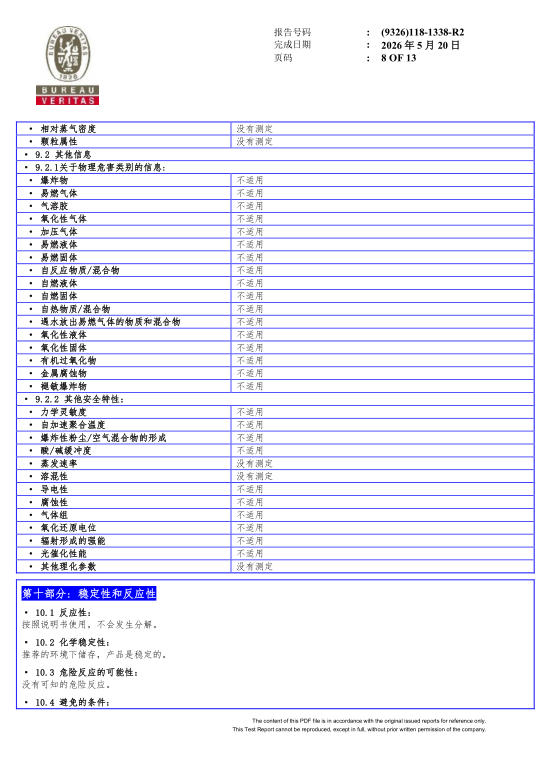 BUREAU VERITAS
1828
BUREAU
VERITAS
报告号码 : (9326)118-1338-R2
完成日期 : 2026 年 5 月 20 日
页码 : 8 OF 13
• 相对蒸气密度 没有测定
• 颗粒属性 没有测定
• 9.2 其他信息
• 9.2.1关于物理危害类别的信息:
• 爆炸物 不适用
• 易燃气体 不适用
• 气溶胶 不适用
• 氧化性气体 不适用
• 加压气体 不适用
• 易燃液体 不适用
• 易燃固体 不适用
• 自反应物质/混合物 不适用
• 自燃液体 不适用
• 自燃固体 不适用
• 自热物质/混合物 不适用
• 遇水放出易燃气体的物质和混合物 不适用
• 氧化性液体 不适用
• 氧化性固体 不适用
• 有机过氧化物 不适用
• 金属腐蚀物 不适用
• 褪敏爆炸物 不适用
• 9.2.2 其他安全特性:
• 力学灵敏度 不适用
• 自加速聚合温度 不适用
• 爆炸性粉尘/空气混合物的形成 不适用
• 酸/碱缓冲度 不适用
• 蒸发速率 没有测定
• 溶混性 没有测定
• 导电性 不适用
• 腐蚀性 不适用
• 气体组 不适用
• 氧化还原电位 不适用
• 辐射形成的强能 不适用
• 光催化性能 不适用
• 其他理化参数 没有测定
第十部分: 稳定性和反应性
• 10.1 反应性:
按照说明书使用, 不会发生分解。
• 10.2 化学稳定性:
推荐的环境下储存, 产品是稳定的。
• 10.3 危险反应的可能性:
没有可知的危险反应。
• 10.4 避免的条件:
The content of this PDF file is in accordance with the original issued reports for reference only.
This Test Report cannot be reproduced, except in full, without prior written permission of the company.